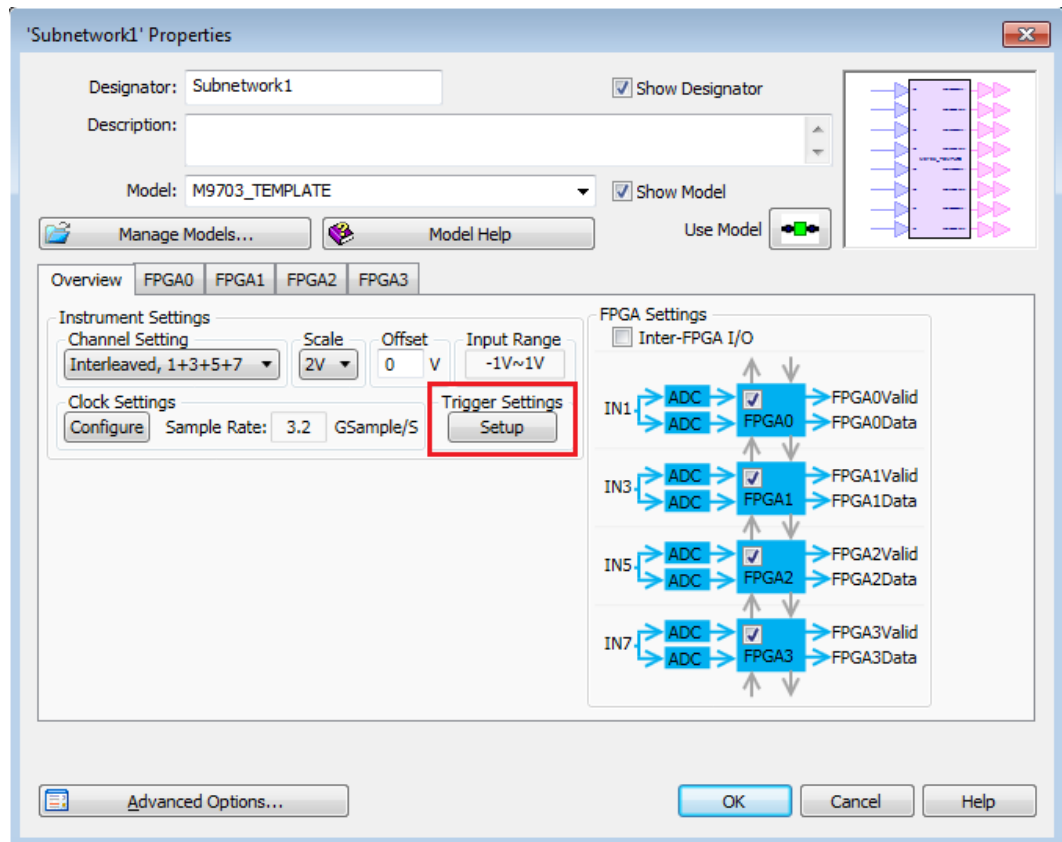 'Subnetwork1' Properties
Designator: Subnetwork1
Show Designator
Description:
Model: M9703_TEMPLATE
Show Model
Manage Models...
Model Help
Use Model
Overview FPGA0 FPGA1 FPGA2 FPGA3
Instrument Settings
Channel Setting Scale Offset Input Range
Interleaved, 1+3+5+7 2V 0 V -1V~1V
Clock Settings
Configure Sample Rate: 3.2 GSample/S
Trigger Settings
Setup
FPGA Settings
Inter-FPGA I/O
IN1 ADC ADC FPGA0 FPGA0Valid
FPGA0Data
IN3 ADC ADC FPGA1 FPGA1Valid
FPGA1Data
IN5 ADC ADC FPGA2 FPGA2Valid
FPGA2Data
IN7 ADC ADC FPGA3 FPGA3Valid
FPGA3Data
Advanced Options...
OK Cancel Help